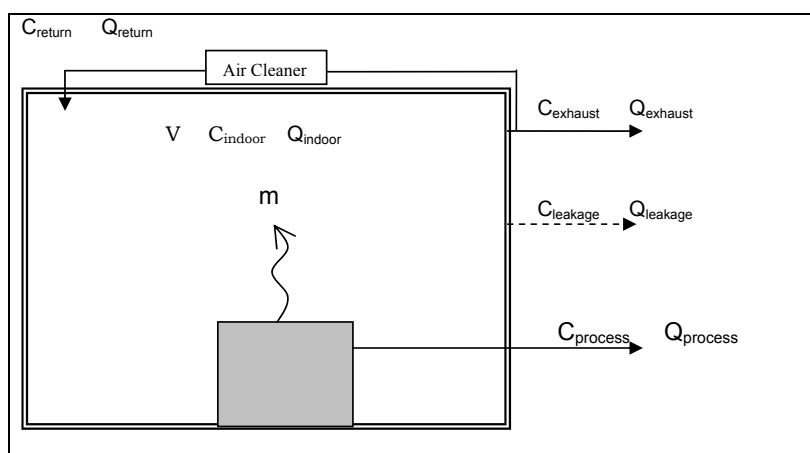 Creturn Qreturn
Air Cleaner
Cexhaust Qexhaust
V Cindoor Qindoor
m
Cleakage Qleakage
Cprocess Qprocess